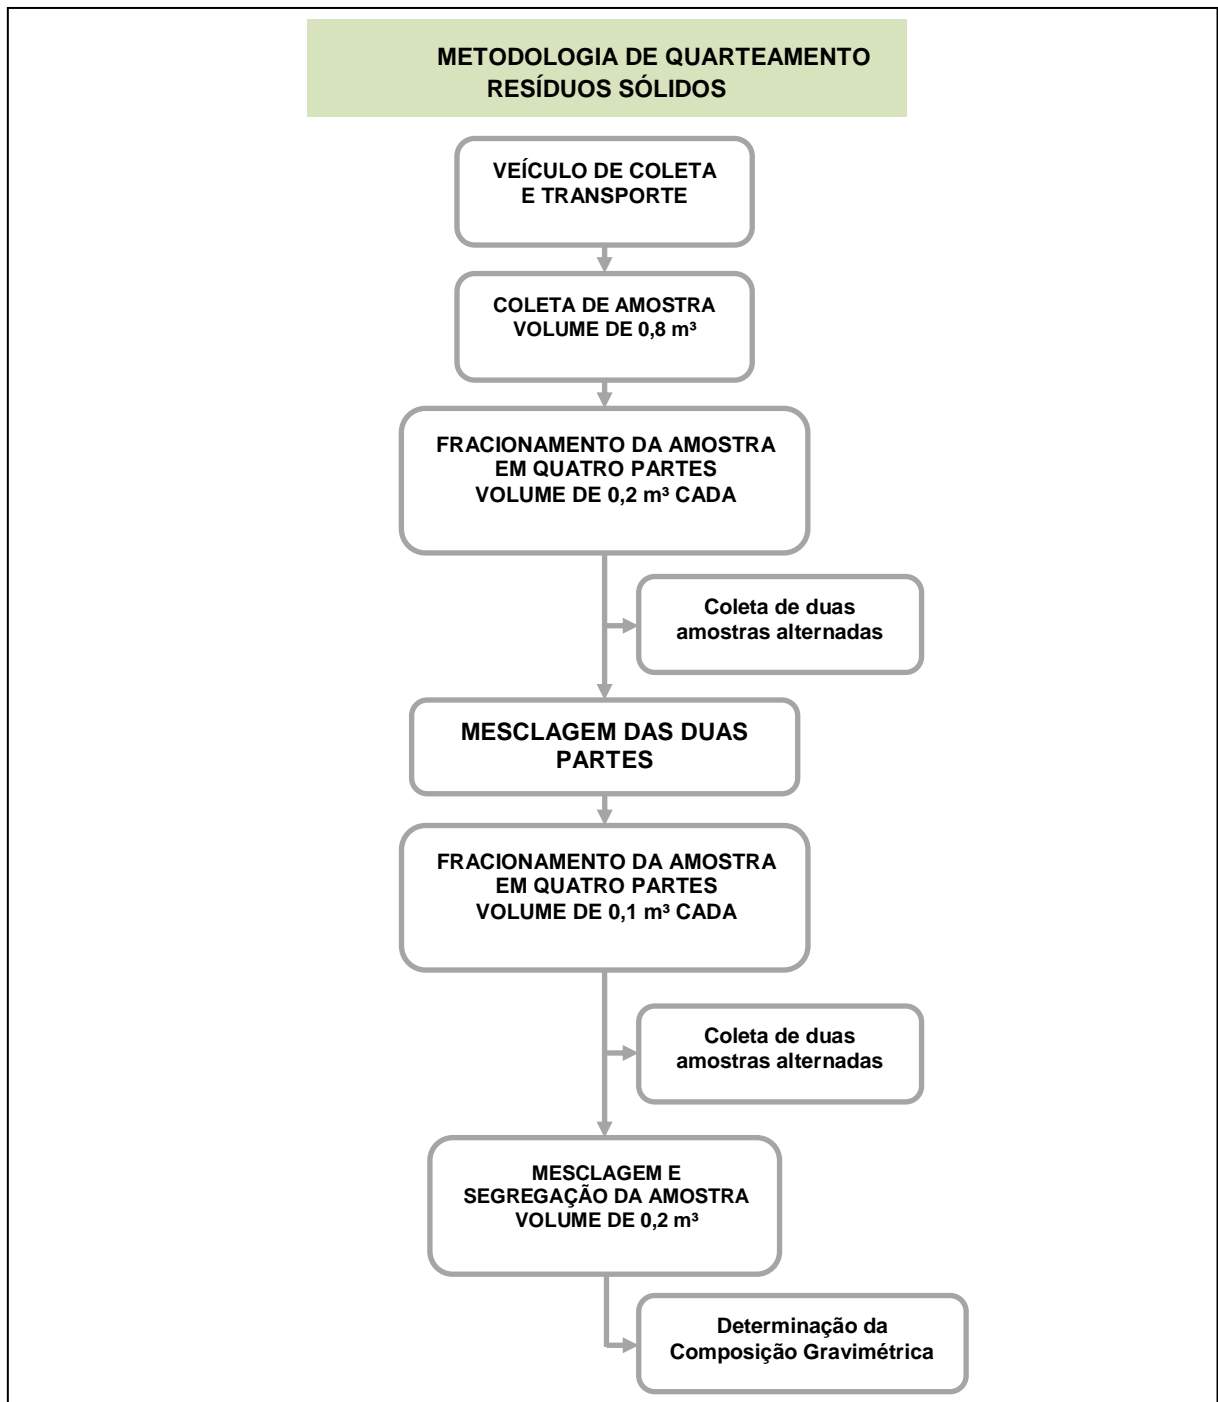 METODOLOGIA DE QUARTEAMENTO
RESÍDUOS SÓLIDOS
VEÍCULO DE COLETA
E TRANSPORTE
COLETA DE AMOSTRA
VOLUME DE 0,8 m³
FRACIONAMENTO DA AMOSTRA
EM QUATRO PARTES
VOLUME DE 0,2 m³ CADA
Coleta de duas
amostras alternadas
MESCLAGEM DAS DUAS
PARTES
FRACIONAMENTO DA AMOSTRA
EM QUATRO PARTES
VOLUME DE 0,1 m³ CADA
Coleta de duas
amostras alternadas
MESCLAGEM E
SEGREGAÇÃO DA AMOSTRA
VOLUME DE 0,2 m³
Determinação da
Composição Gravimétrica